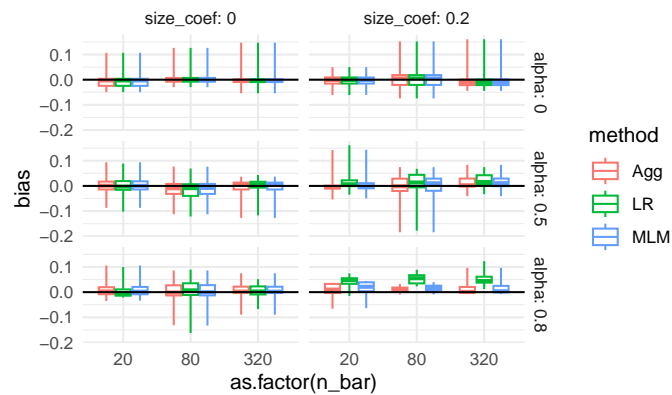 size_coef: 0
size_coef: 0.2
0.1
0.0
−0.1
−0.2
alpha: 0
0.1
0.0
−0.1
−0.2
alpha: 0.5
0.1
0.0
−0.1
−0.2
alpha: 0.8
bias
20 80 320
20 80 320
as.factor(n_bar)
method
Agg
LR
MLM